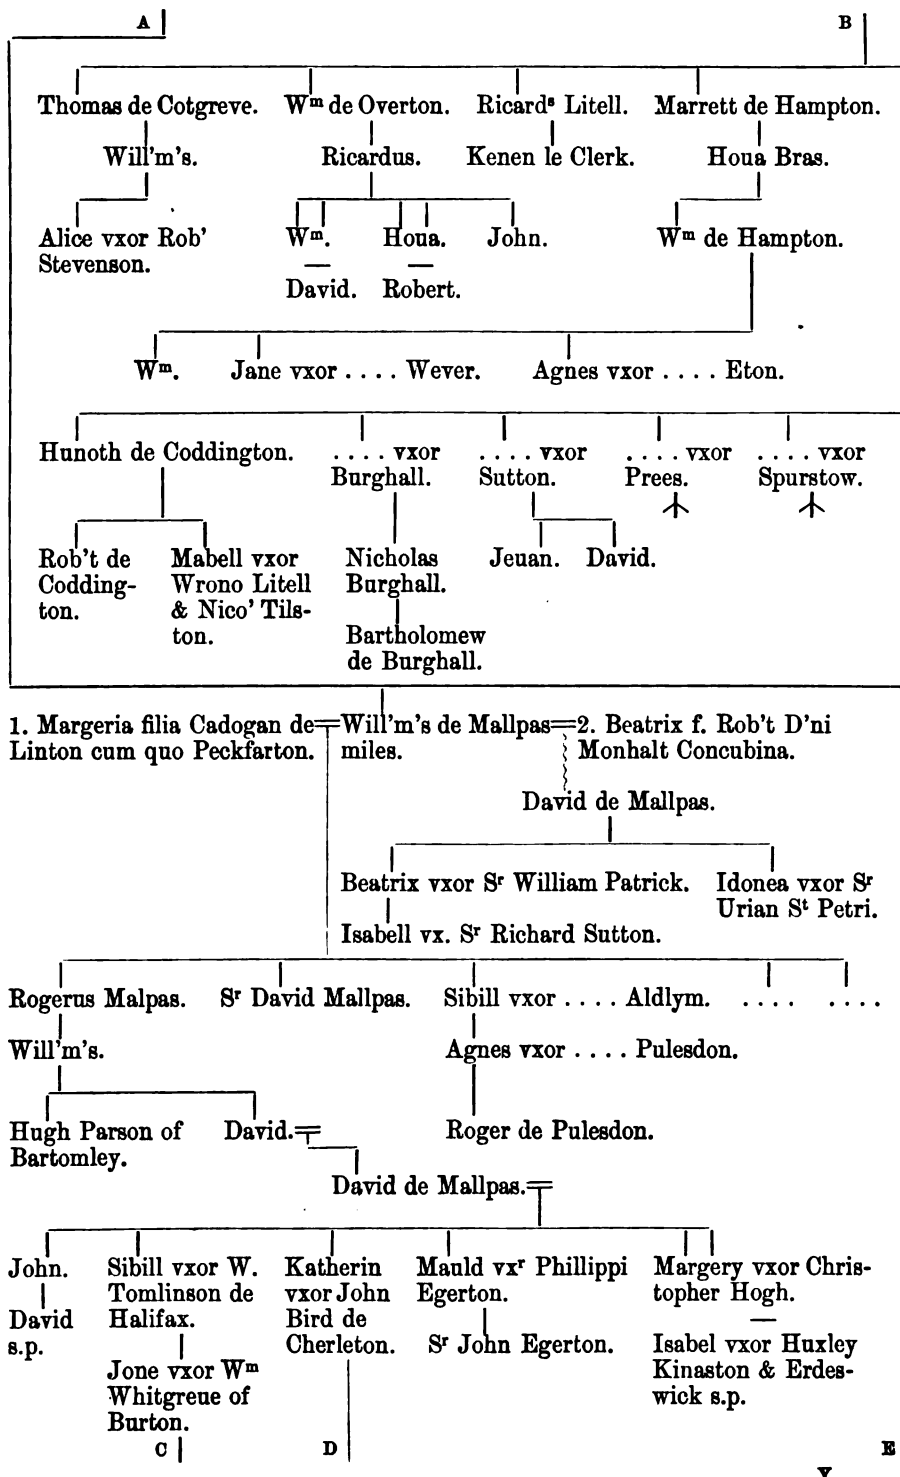 A B
Thomas de Cotgreve. Wᵐ de Overton. Ricardˢ Litell. Marrett de Hampton.
Will'm's. Ricardus. Kenen le Clerk. Houa Bras.
Alice vxor Rob' Wᵐ. Houa. John. Wᵐ de Hampton.
Stevenson. — —
David. Robert.
Wᵐ. Jane vxor .... Wever. Agnes vxor .... Eton.
Hunoth de Coddington. .... vxor .... vxor .... vxor .... vxor
Burghall. Sutton. Prees. Spurstow.
Rob't de Mabell vxor Nicholas Jeuan. David.
Codding- Wrono Litell Burghall.
ton. & Nico' Tils-
ton. Bartholomew
de Burghall.
1. Margeria filia Cadogan de=Will'm's de Mallpas=2. Beatrix f. Rob't D'ni
Linton cum quo Peckfarton. miles. Monhalt Concubina.
David de Mallpas.
Beatrix vxor Sʳ William Patrick. Idonea vxor Sʳ
Urian Sᵗ Petri.
Isabell vx. Sʳ Richard Sutton.
Rogerus Malpas. Sʳ David Mallpas. Sibill vxor .... Aldlym. .... ....
Will'm's. Agnes vxor .... Pulesdon.
Hugh Parson of David.= Roger de Pulesdon.
Bartomley.
David de Mallpas.=
John. Sibill vxor W. Katherin Mauld vxʳ Phillippi Margery vxor Chris-
Tomlinson de vxor John Egerton. topher Hogh.
David Halifax. Bird de —
s.p. Cherleton. Sʳ John Egerton. Isabel vxor Huxley
Jone vxor Wᵐ Kinaston & Erdes-
Whitgreue of wick s.p.
Burton.
C D E
Y